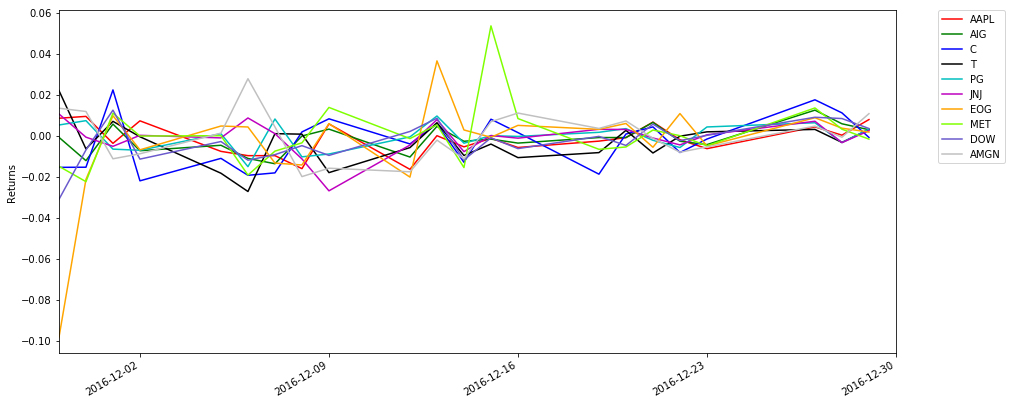 0.06
0.04
0.02
0.00
−0.02
−0.04
−0.06
−0.08
−0.10
Returns
2016-12-02
2016-12-09
2016-12-16
2016-12-23
2016-12-30
AAPL
AIG
C
T
PG
JNJ
EOG
MET
DOW
AMGN